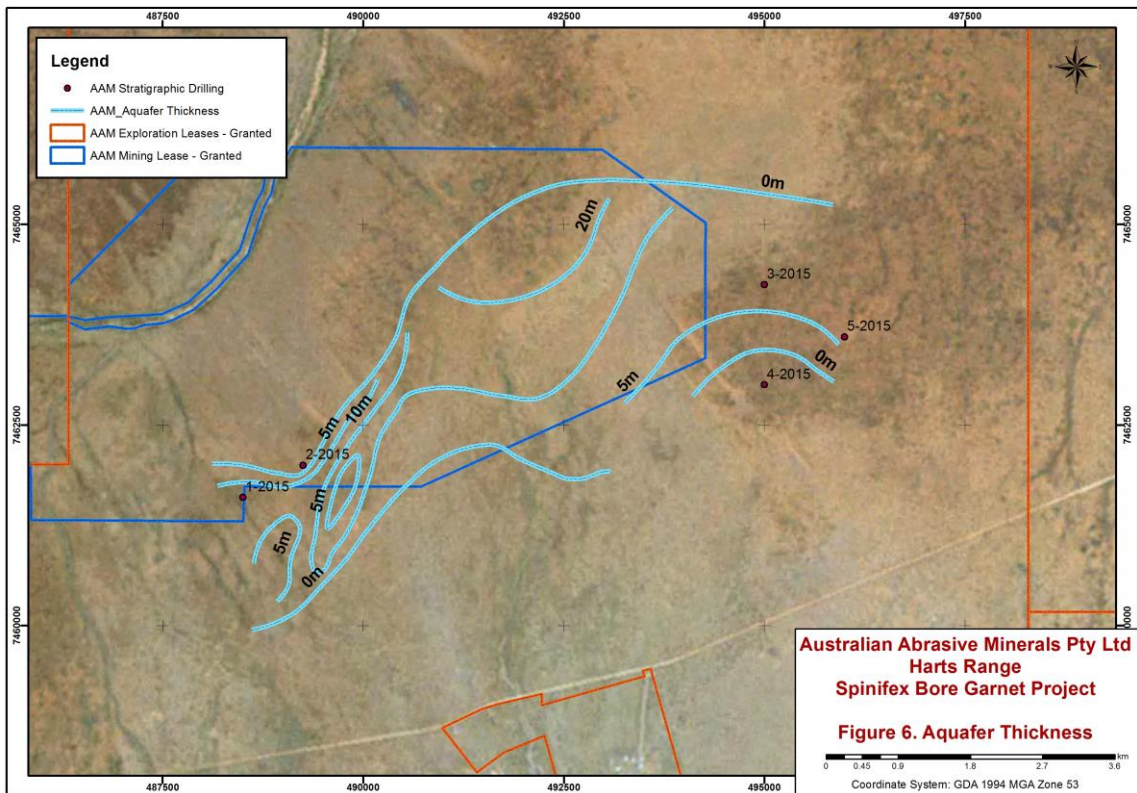 487500 490000 492500 495000 497500
Legend
AAM Stratigraphic Drilling
AAM_Aquafer Thickness
AAM Exploration Leases - Granted
AAM Mining Lease - Granted
0m
20m
7465000 7465000
3-2015
5-2015
0m
4-2015
5m
10m
5m
7462500 7462500
2-2015
1-2015
5m
5m
0m
7460000 0000
Australian Abrasive Minerals Pty Ltd
Harts Range
Spinifex Bore Garnet Project
Figure 6. Aquafer Thickness
km
0 0.45 0.9 1.8 2.7 3.6
Coordinate System: GDA 1994 MGA Zone 53
487500 490000 492500 495000